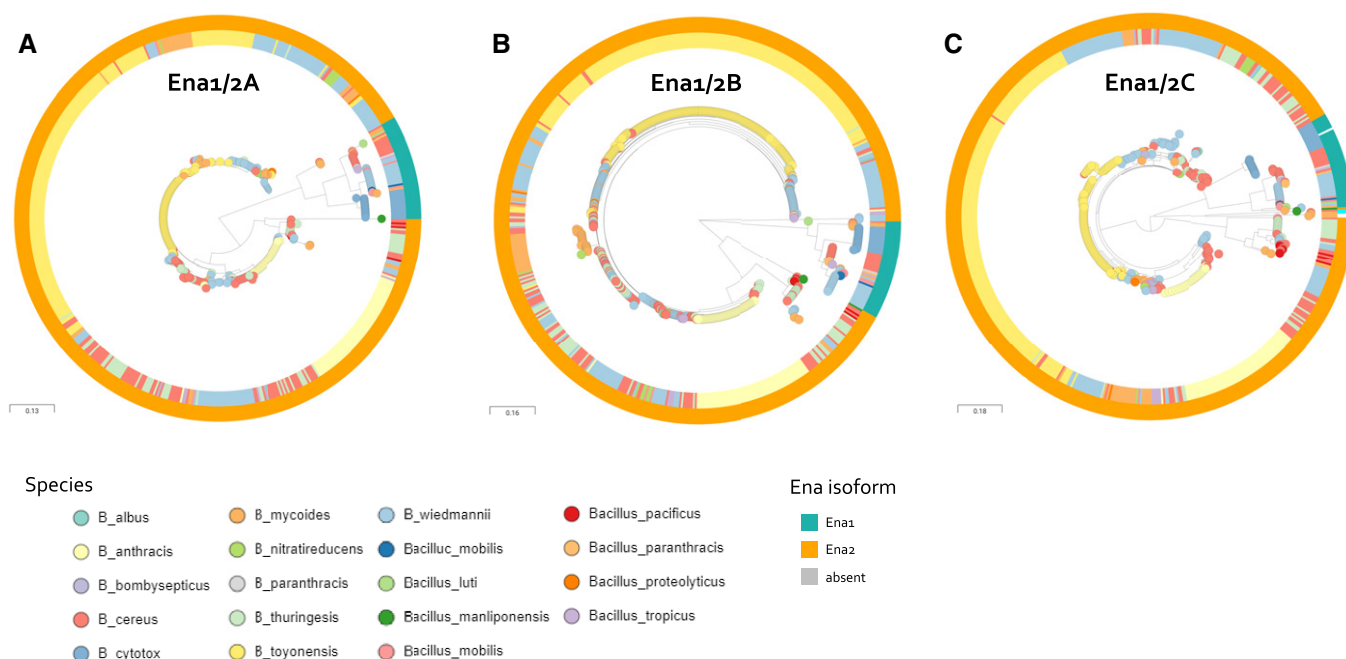 A
B
C
Ena1/2A
Ena1/2B
Ena1/2C
0.13
0.16
0.18
Species
B_albus
B_anthracis
B_bombysepticus
B_cereus
B_cytotox
B_mycoides
B_nitratireducens
B_paranthracis
B_thuringesis
B_toyonensis
B_wiedmannii
Bacilluc_mobilis
Bacillus_luti
Bacillus_manliponensis
Bacillus_mobilis
Bacillus_pacificus
Bacillus_paranthracis
Bacillus_proteolyticus
Bacillus_tropicus
Ena isoform
Ena1
Ena2
absent